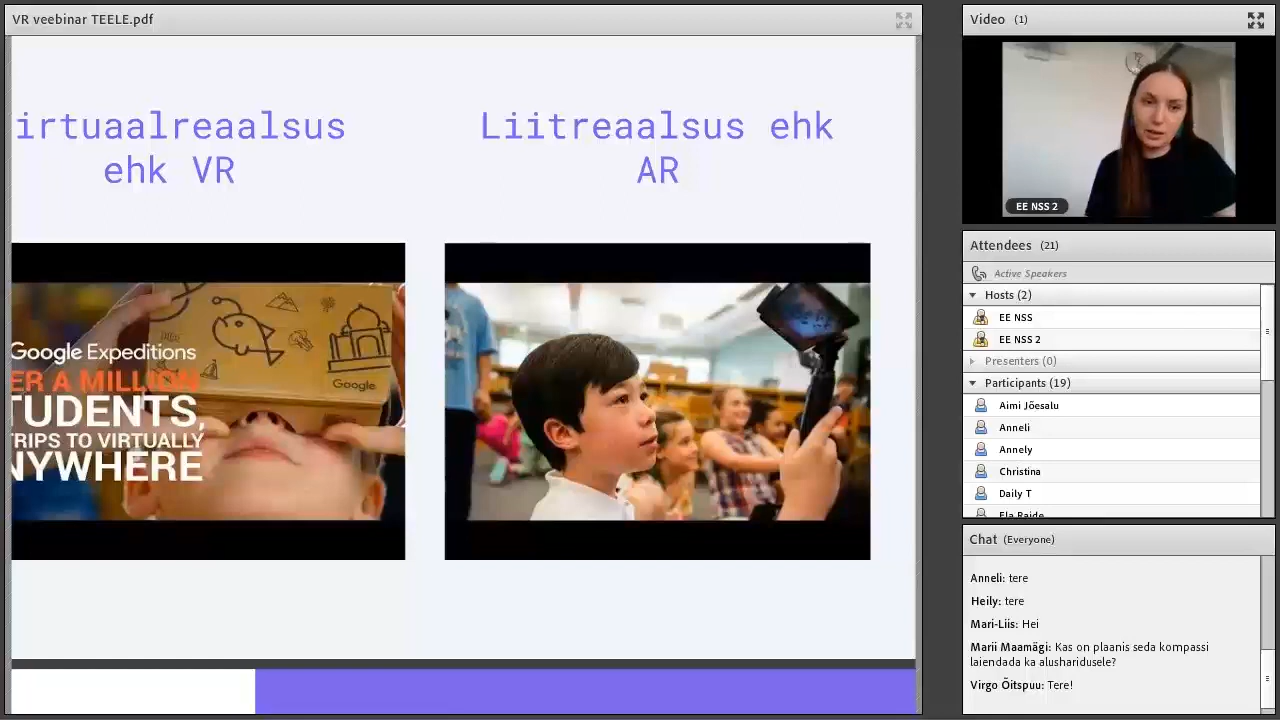 VR veebinar TEELE.pdf
irtuaalreaalsus
ehk VR
Liitreaalsus ehk
AR
Google Expeditions
ER A MILLION
TUDENTS,
TRIPS TO VIRTUALLY
NYWHERE
Google
Video (1)
EE NSS 2
Attendees (21)
Active Speakers
Hosts (2)
EE NSS
EE NSS 2
Presenters (0)
Participants (19)
Aimi Jõesalu
Anneli
Annely
Christina
Daily T
Ela Raide
Chat (Everyone)
Anneli: tere
Heily: tere
Mari-Liis: Hei
Marii Maamägi: Kas on plaanis seda kompassi
laiendada ka alusharidusele?
Virgo Õitspuu: Tere!